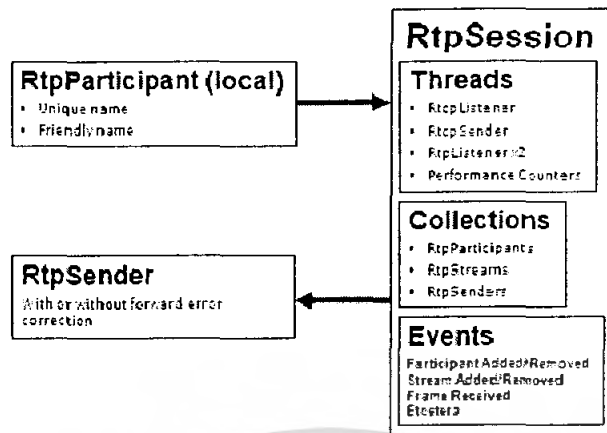 RtpSession
RtpParticipant (local)
• Unique name
• Friendly name
Threads
• RtcpListener
• RtcpSender
• RtpListener x2
• Performance Counters
Collections
• RtpParticipants
• RtpStreams
• RtpSenders
RtpSender
With or without forward error
correction
Events
Participant Added/Removed
Stream Added/Removed
Frame Received
Etcetera